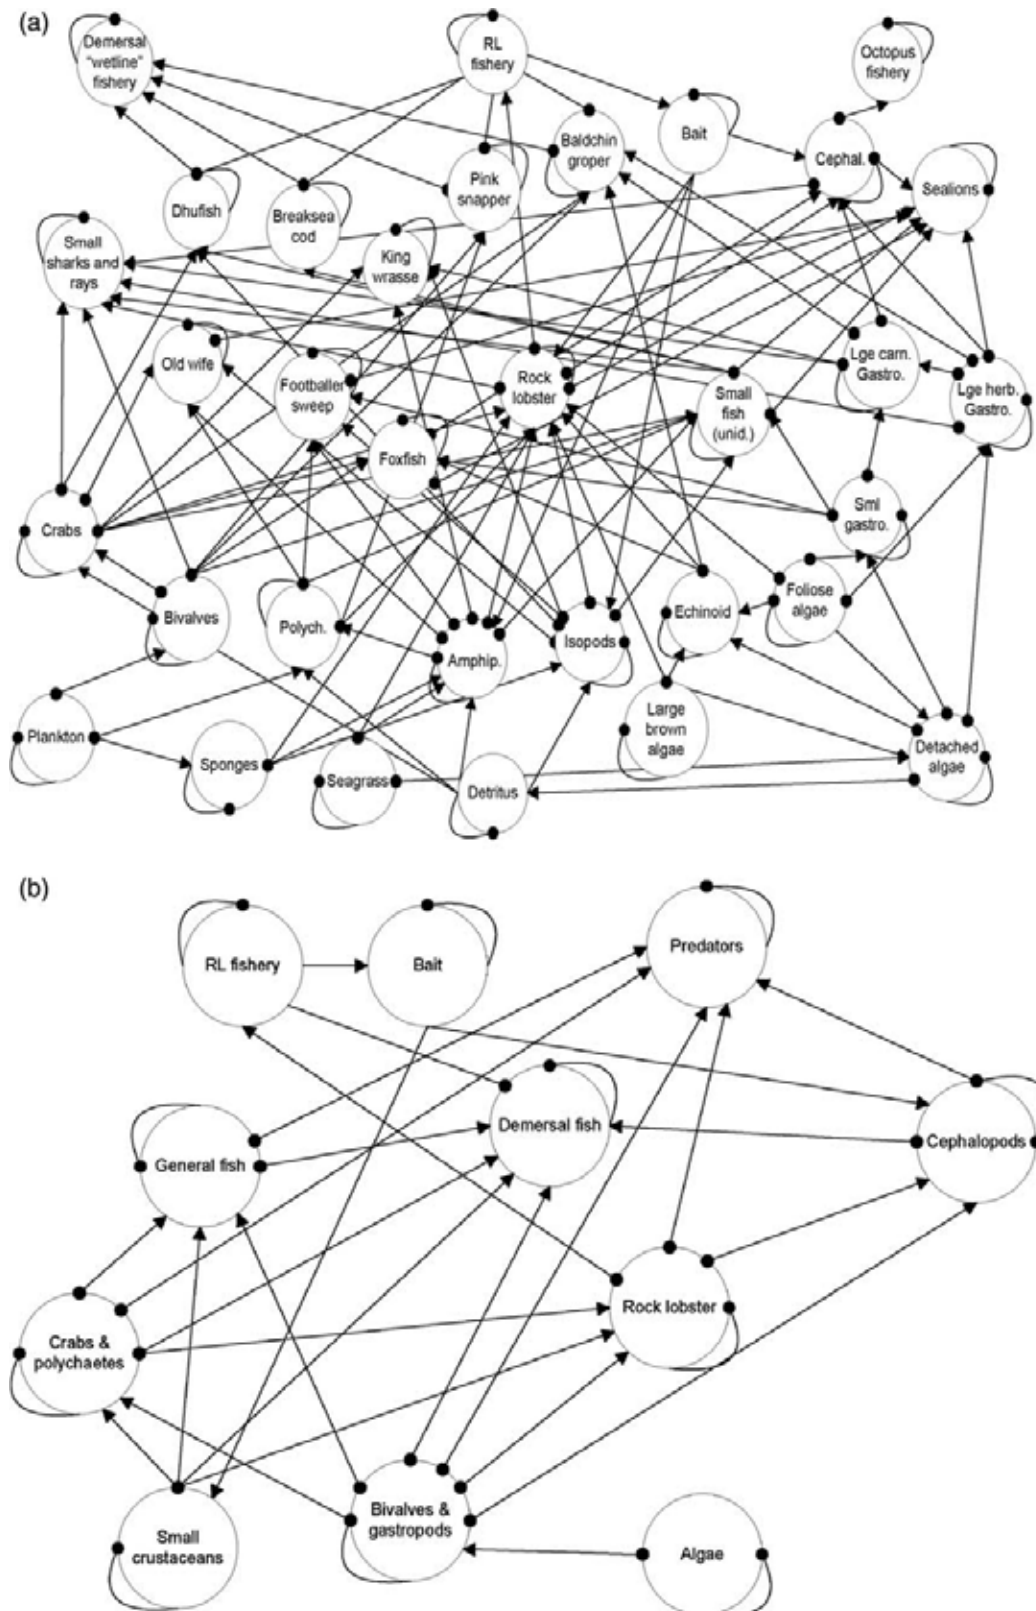 (a)
Demersal
"wetline"
fishery
RL
fishery
Octopus
fishery
Bait
Baldchin
groper
Cephal.
Pink
snapper
Sealions
Dhufish
Breaksea
cod
Small
sharks and
rays
King
wrasse
Old wife
Footballer
sweep
Rock
lobster
Small
fish
(unid.)
Lge carn.
Gastro.
Lge herb.
Gastro.
Foxfish
Crabs
Sml
gastro.
Bivalves
Polych.
Amphip.
Isopods
Echinoid
Foliose
algae
Plankton
Sponges
Seagrass
Detritus
Large
brown
algae
Detached
algae
(b)
RL fishery
Bait
Predators
General fish
Demersal fish
Cephalopods
Crabs &
polychaetes
Rock lobster
Small
crustaceans
Bivalves &
gastropods
Algae